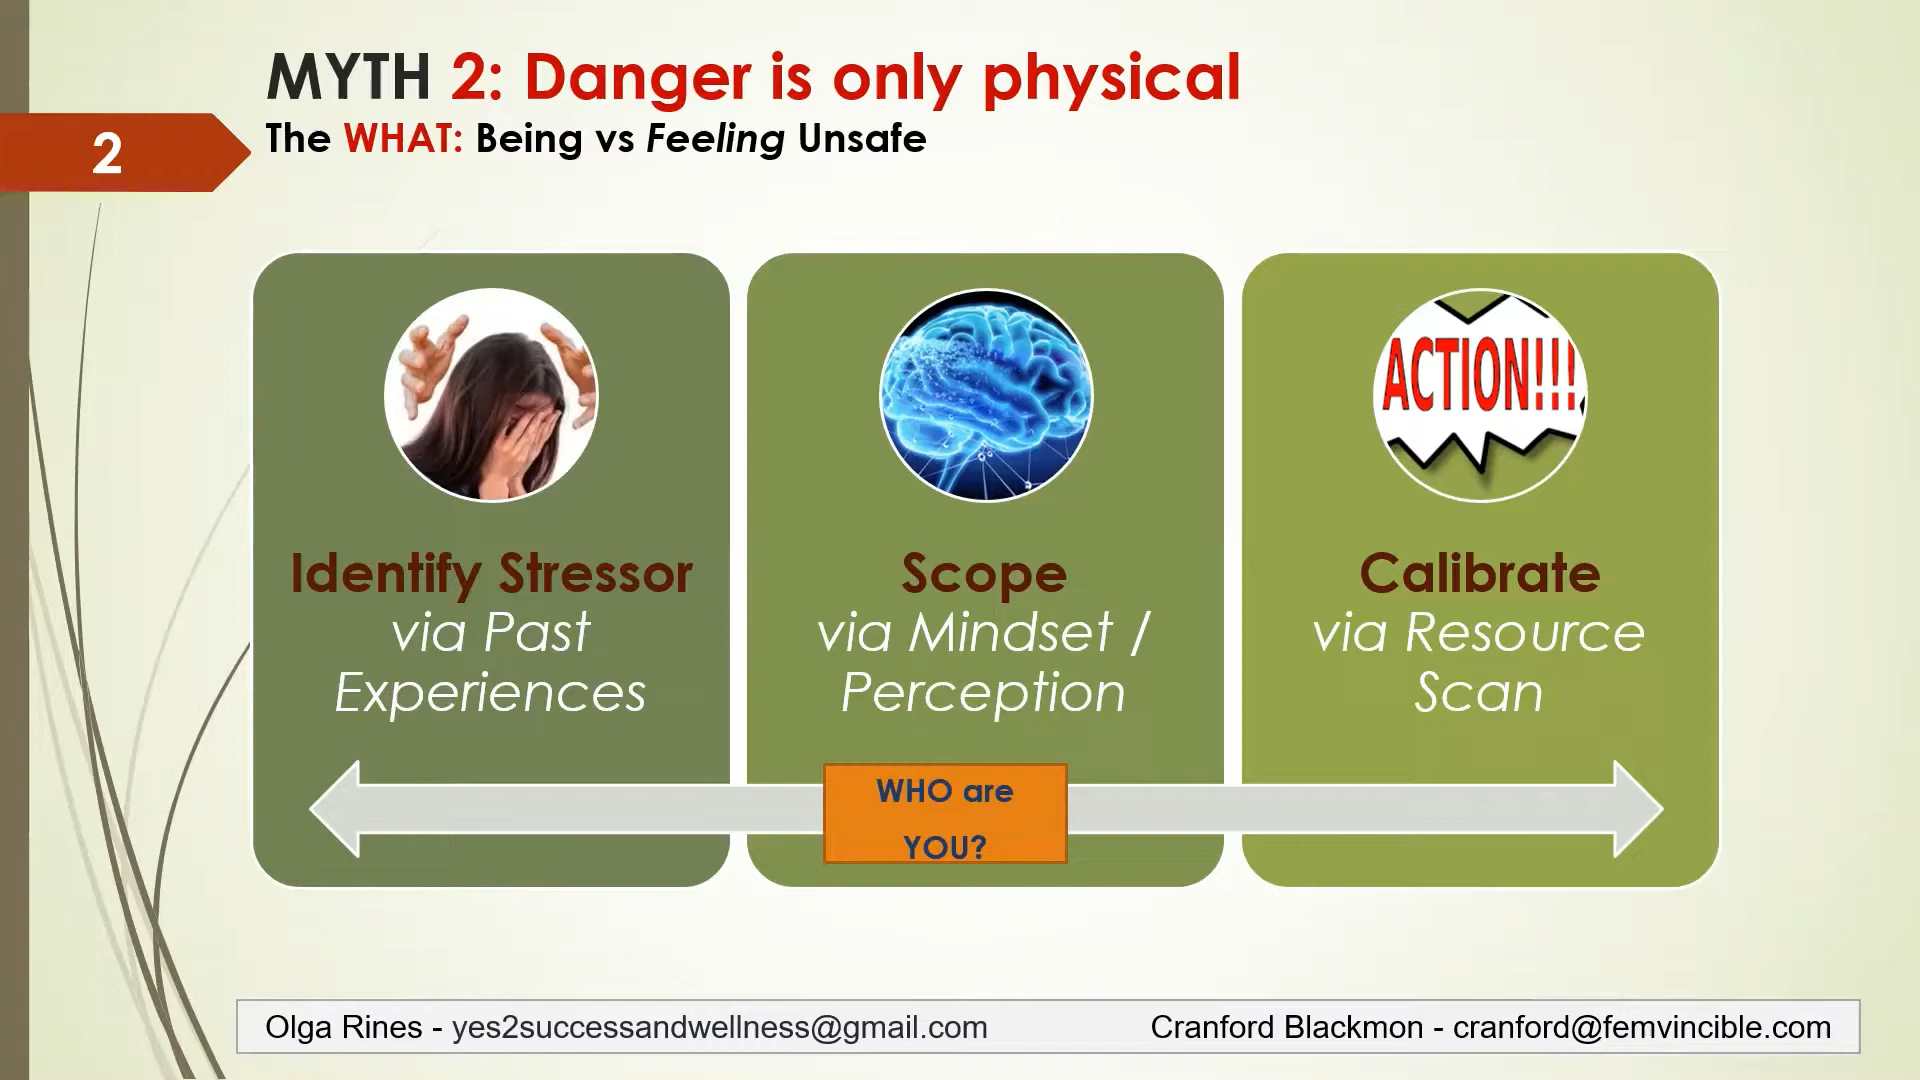 MYTH 2: Danger is only physical
The WHAT: Being vs Feeling Unsafe
2
ACTION!!!
Identify Stressor
via Past
Experiences
Scope
via Mindset /
Perception
Calibrate
via Resource
Scan
WHO are
YOU?
Olga Rines - yes2successandwellness@gmail.com
Cranford Blackmon - cranford@femvincible.com